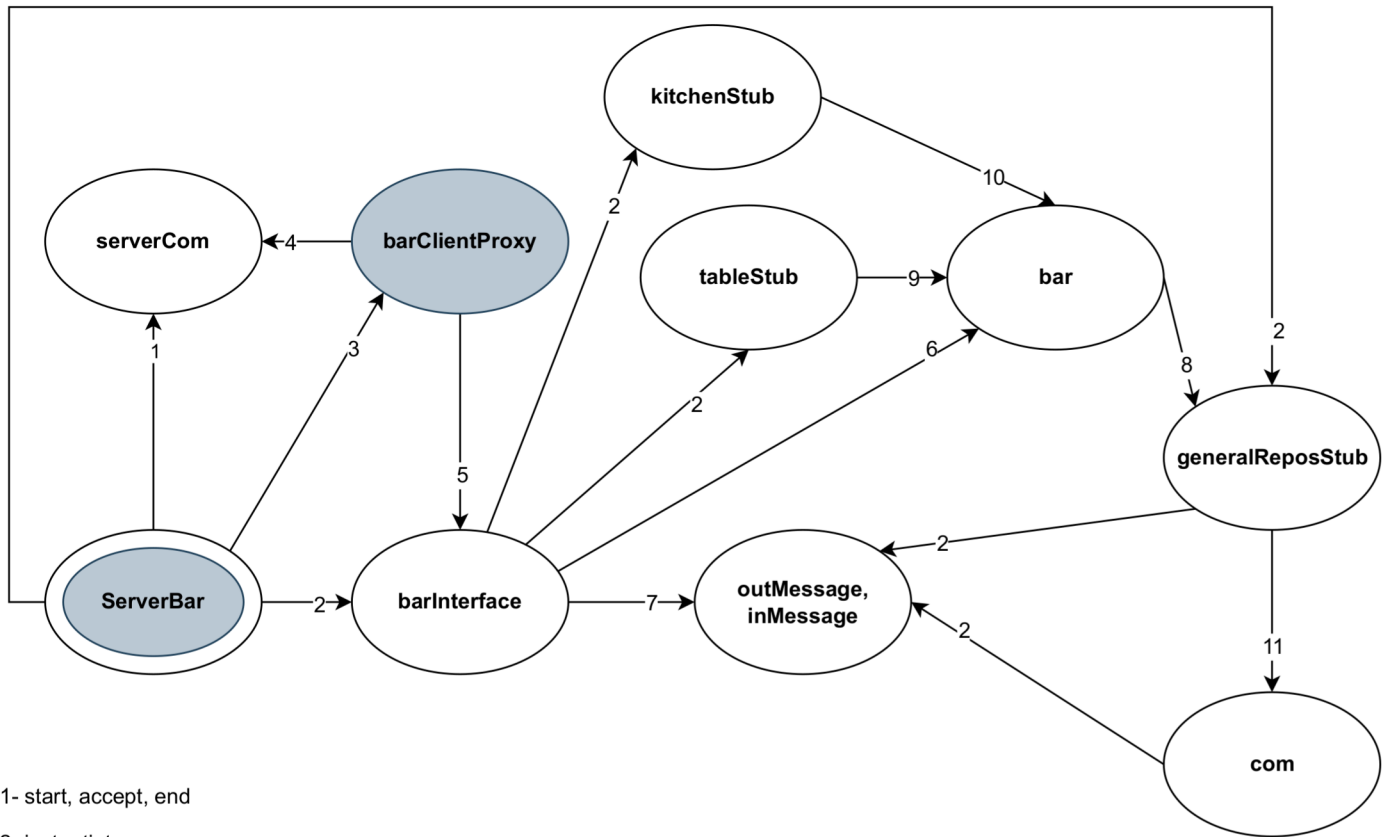 kitchenStub
2
10
serverCom
4
barClientProxy
tableStub
9
bar
1
3
2
6
2
8
generalReposStub
5
2
ServerBar
2
barInterface
7
outMessage,
inMessage
2
11
com
1- start, accept, end